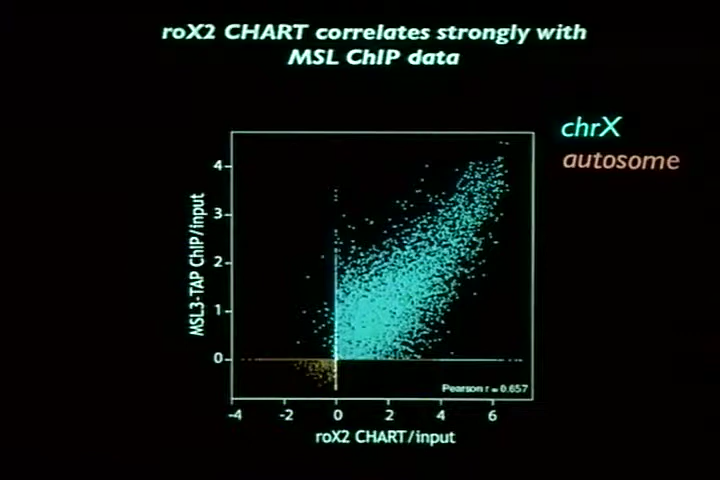 roX2 CHART correlates strongly with
MSL ChIP data
chrX
autosome
MSL3-TAP ChIP/input
4
3
2
1
0
Pearson r = 0.657
-4
-2
0
2
4
6
roX2 CHART/input